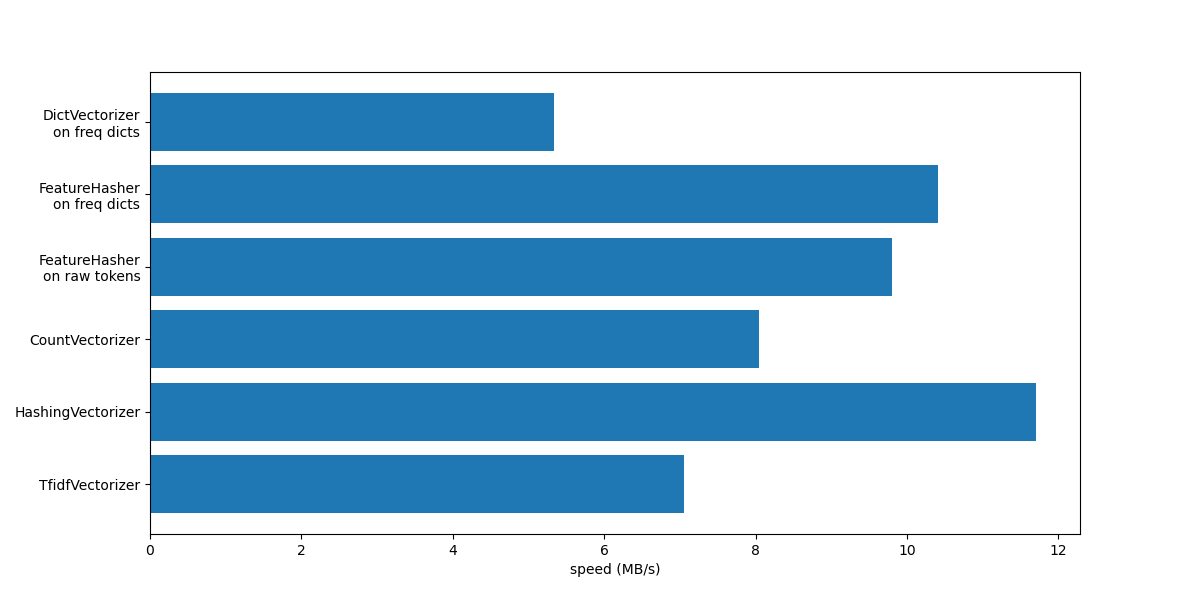 DictVectorizer
on freq dicts
FeatureHasher
on freq dicts
FeatureHasher
on raw tokens
CountVectorizer
HashingVectorizer
TfidfVectorizer
0 2 4 6 8 10 12
speed (MB/s)